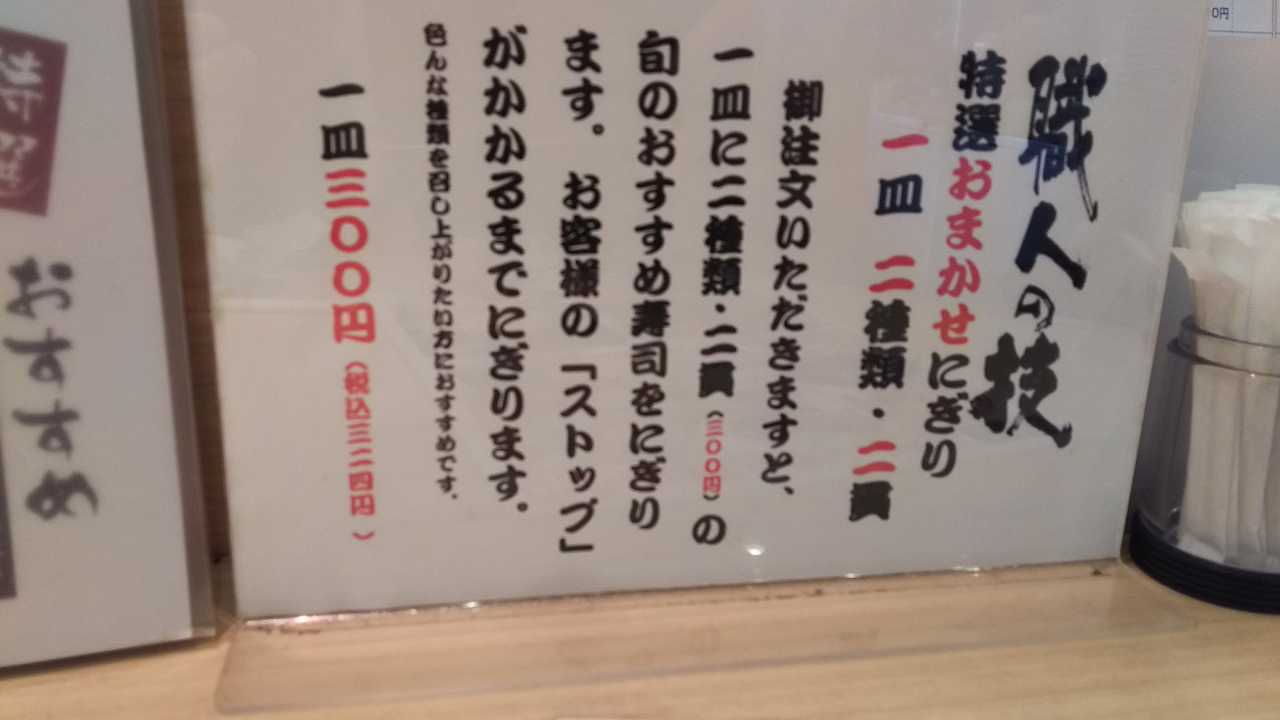 0円
職人の技
特選おまかせにぎり
一皿 二種類・二貫
御注文いただきますと、
一皿に二種類・二貫(三〇〇円)の
旬のおすすめ寿司をにぎり
ます。 お客様の「ストップ」
がかかるまでにぎります。
色んな種類を召し上がりたい方におすすめです。
一皿三〇〇円(税込三二四円)
特選
おすすめ